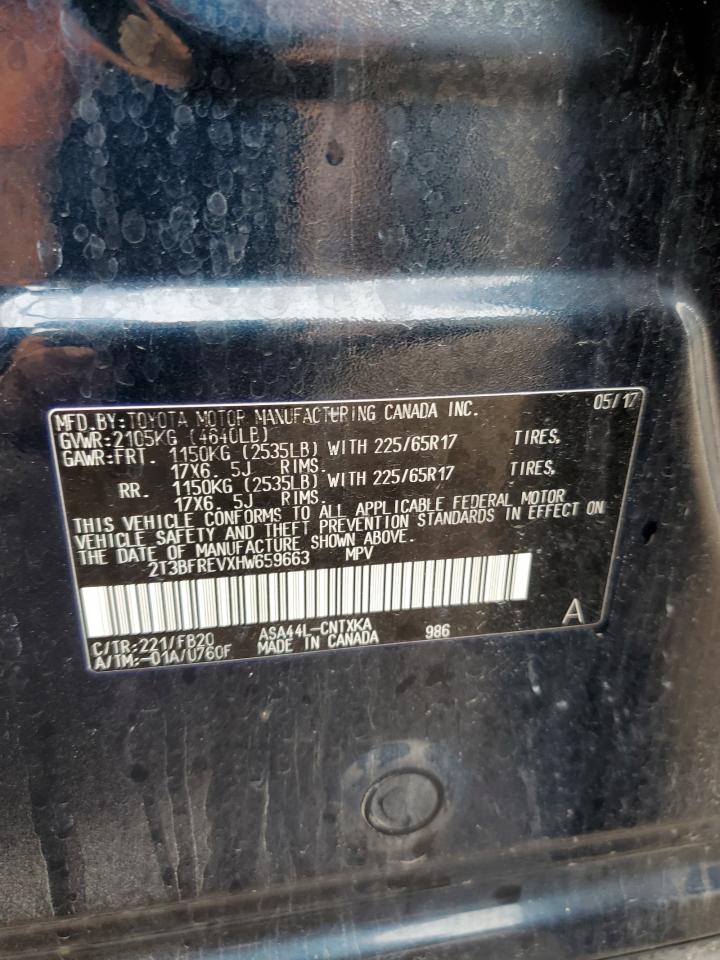 MFD.BY:TOYOTA MOTOR MANUFACTURING CANADA INC. 05/17
GVWR:2105KG (4640LB)
GAWR:FRT. 1150KG (2535LB) WITH 225/65R17 TIRES,
17X6. 5J RIMS.
RR. 1150KG (2535LB) WITH 225/65R17 TIRES,
17X6. 5J RIMS.
THIS VEHICLE CONFORMS TO ALL APPLICABLE FEDERAL MOTOR
VEHICLE SAFETY AND THEFT PREVENTION STANDARDS IN EFFECT ON
THE DATE OF MANUFACTURE SHOWN ABOVE.
2T3BFREVXHW659663 MPV
C/TR:221/FB20 ASA44L-CNTXKA 986 A
A/TM:-01A/U760F MADE IN CANADA